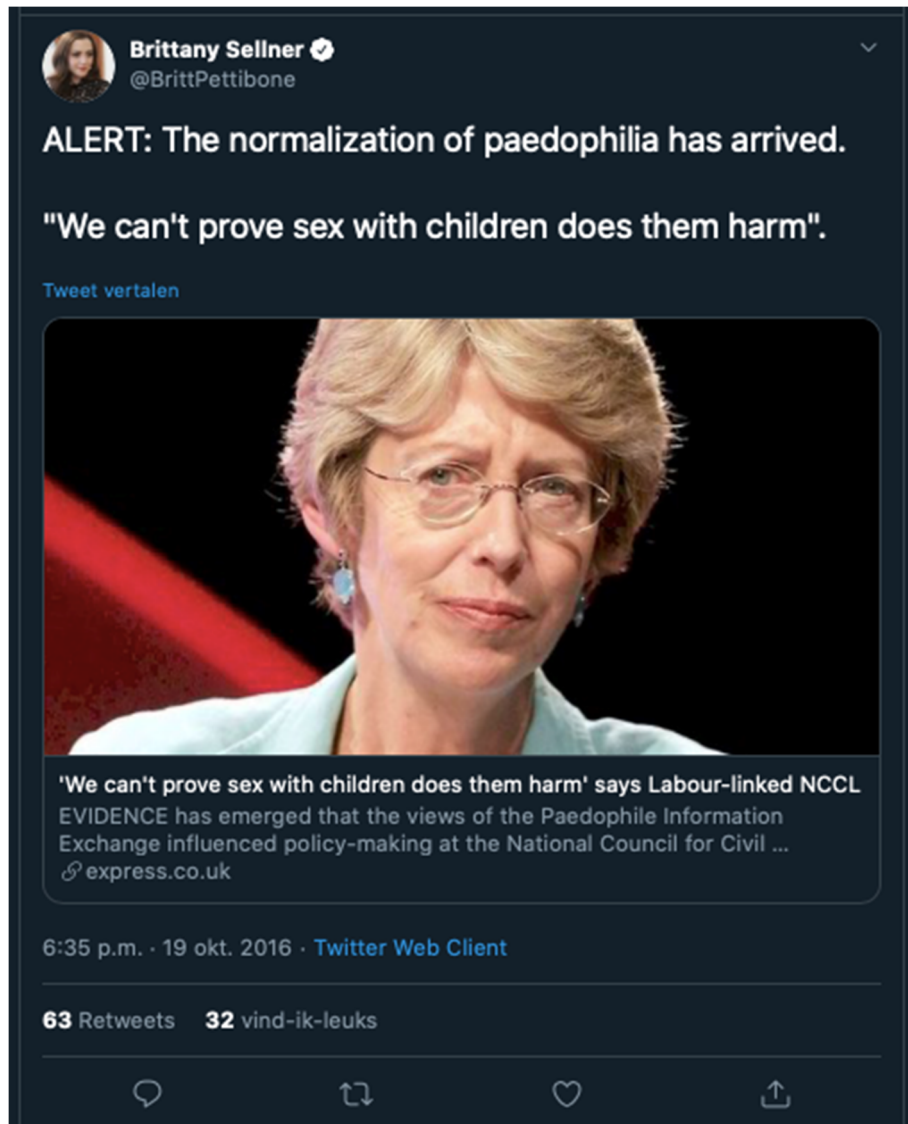 Brittany Sellner
@BrittPettibone
ALERT: The normalization of paedophilia has arrived.
"We can't prove sex with children does them harm".
Tweet vertalen
'We can't prove sex with children does them harm' says Labour-linked NCCL
EVIDENCE has emerged that the views of the Paedophile Information
Exchange influenced policy-making at the National Council for Civil ...
express.co.uk
6:35 p.m. · 19 okt. 2016 · Twitter Web Client
63 Retweets 32 vind-ik-leuks